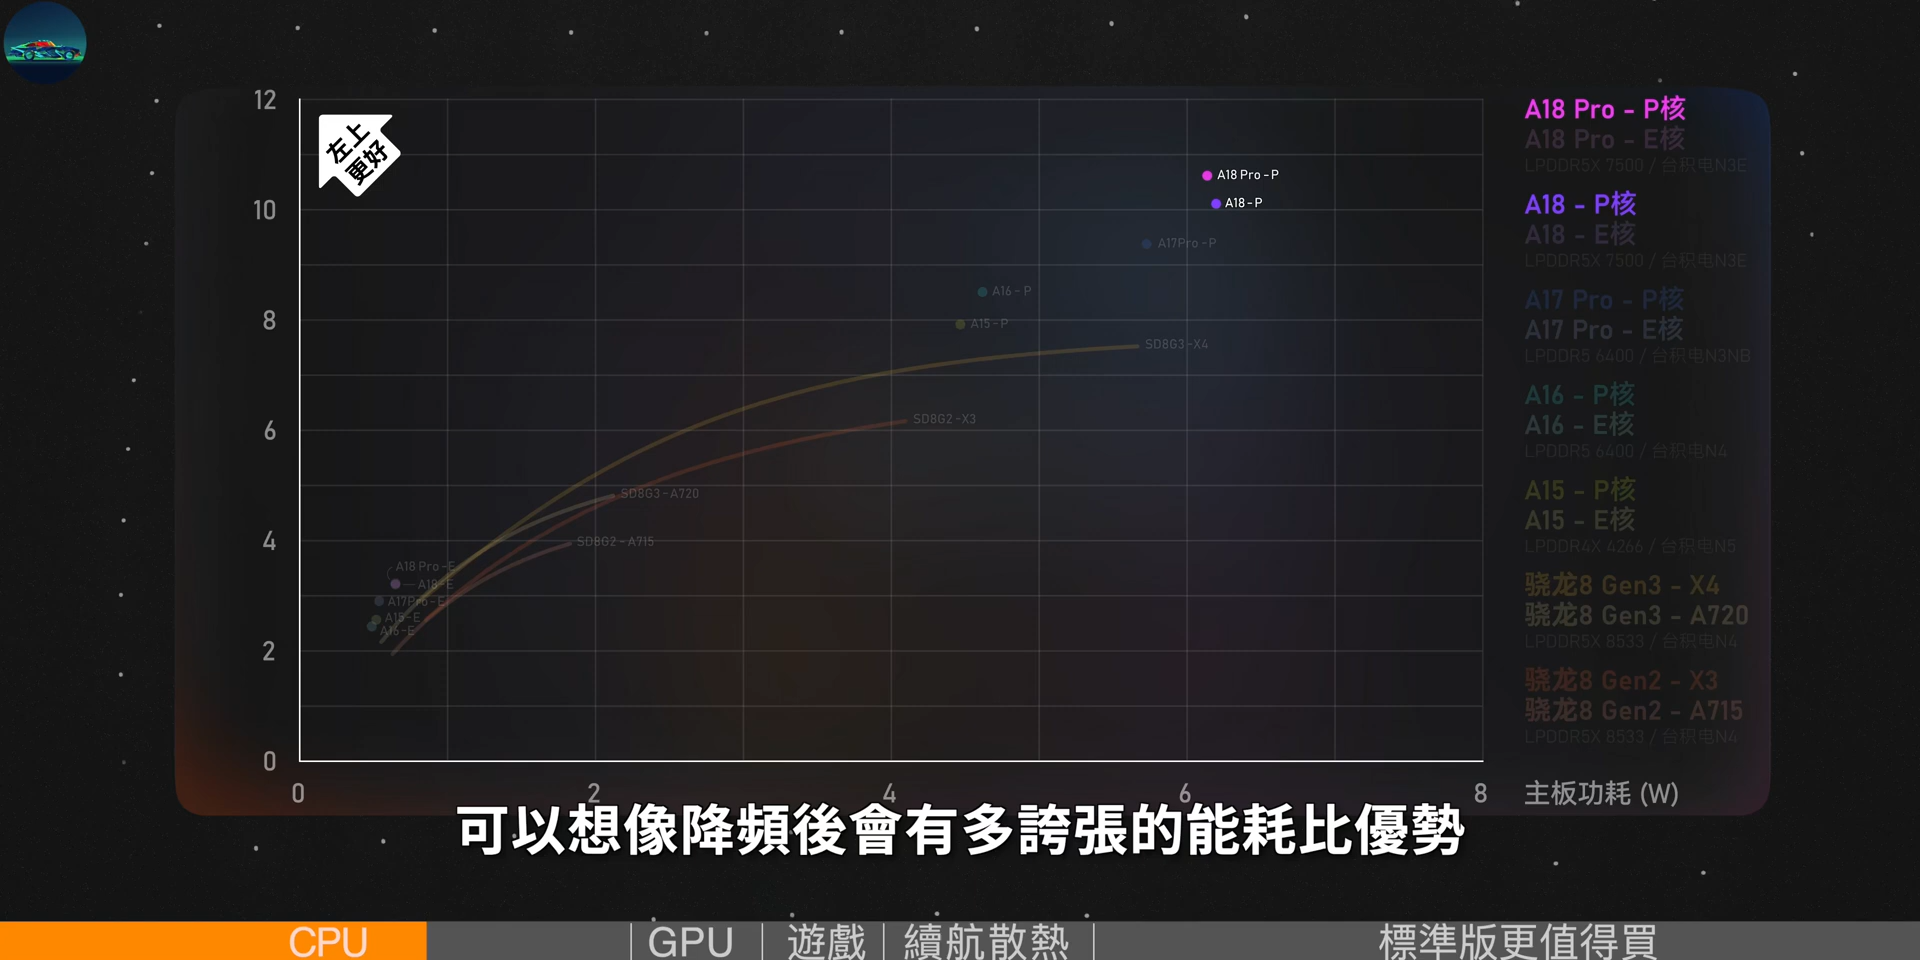 12
10
8
6
4
2
0
左上
更好
A18 Pro - P
A18 - P
A17Pro - P
A16 - P
A15 - P
SD8G3 - X4
SD8G2 - X3
SD8G3 - A720
SD8G2 - A715
A18 Pro - E
A18 - E
A17Pro - E
A15 - E
A16 - E
0
2
4
6
8
主板功耗 (W)
A18 Pro - P核
A18 Pro - E核
LPDDR5X 7500 / 台积电N3E
A18 - P核
A18 - E核
LPDDR5X 7500 / 台积电N3E
A17 Pro - P核
A17 Pro - E核
LPDDR5 6400 / 台积电N3NB
A16 - P核
A16 - E核
LPDDR5 6400 / 台积电N4
A15 - P核
A15 - E核
LPDDR4X 4266 / 台积电N5
骁龙8 Gen3 - X4
骁龙8 Gen3 - A720
LPDDR5X 8533 / 台积电N4
骁龙8 Gen2 - X3
骁龙8 Gen2 - A715
LPDDR5X 8533 / 台积电N4
可以想像降頻後會有多誇張的能耗比優勢
CPU
GPU
遊戲
續航散熱
標準版更值得買